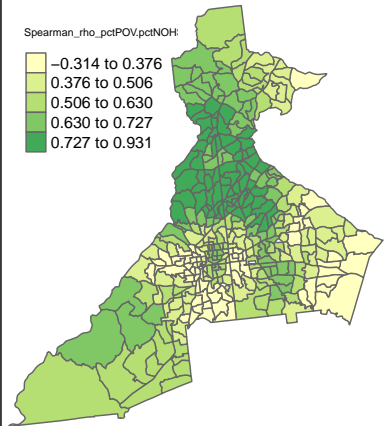 Spearman_rho_pctPOV.pctNOHS
−0.314 to 0.376
0.376 to 0.506
0.506 to 0.630
0.630 to 0.727
0.727 to 0.931